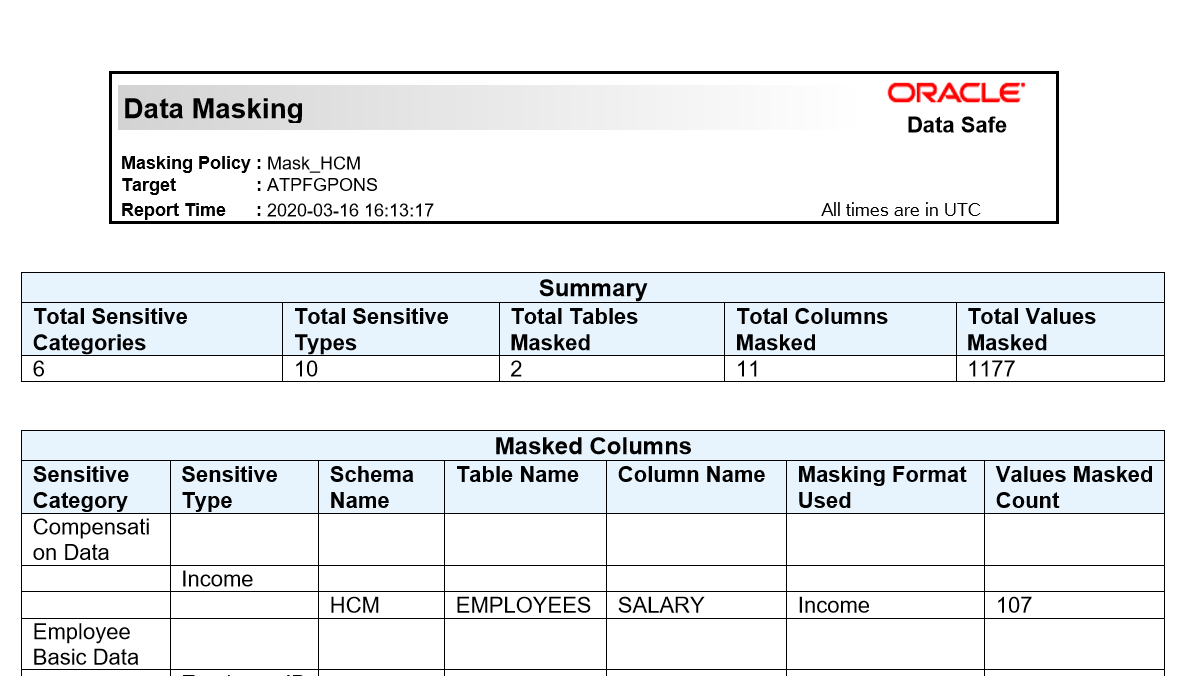 Data Masking
ORACLE
Data Safe
Masking Policy : Mask_HCM
Target : ATPFGPONS
Report Time : 2020-03-16 16:13:17
All times are in UTC
Summary
Total Sensitive Categories Total Sensitive Types Total Tables Masked Total Columns Masked Total Values Masked
6 10 2 11 1177
Masked Columns
Sensitive Category Sensitive Type Schema Name Table Name Column Name Masking Format Used Values Masked Count
Compensati
on Data
Income
HCM EMPLOYEES SALARY Income 107
Employee
Basic Data